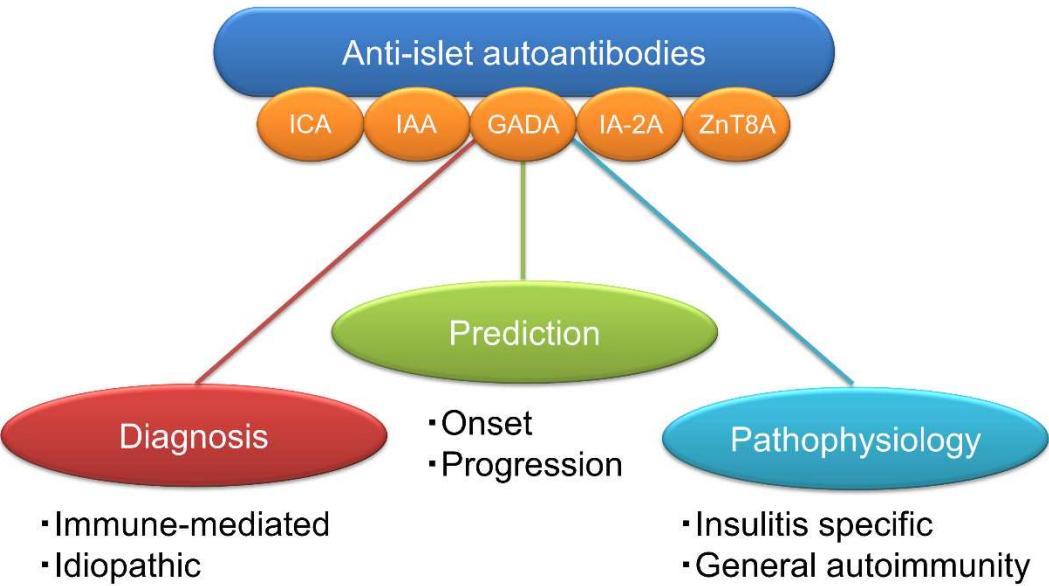 Anti-islet autoantibodies
ICA IAA GADA IA-2A ZnT8A
Prediction
・Onset
・Progression
Diagnosis
・Immune-mediated
・Idiopathic
Pathophysiology
・Insulitis specific
・General autoimmunity